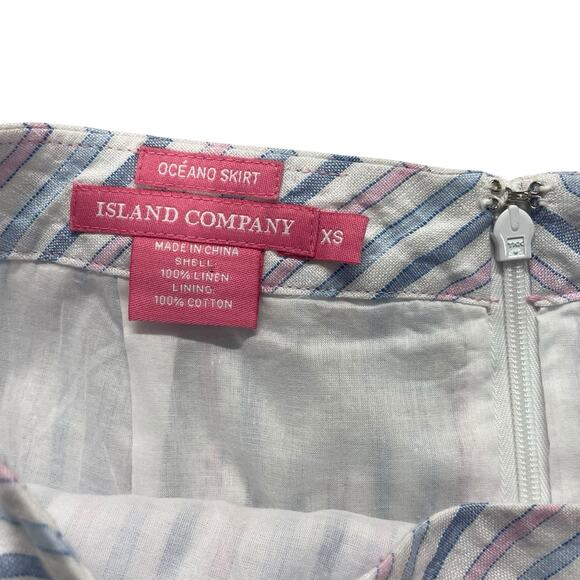 OCÉANO SKIRT
ISLAND COMPANY
XS
MADE IN CHINA
SHELL:
100% LINEN
LINING:
100% COTTON